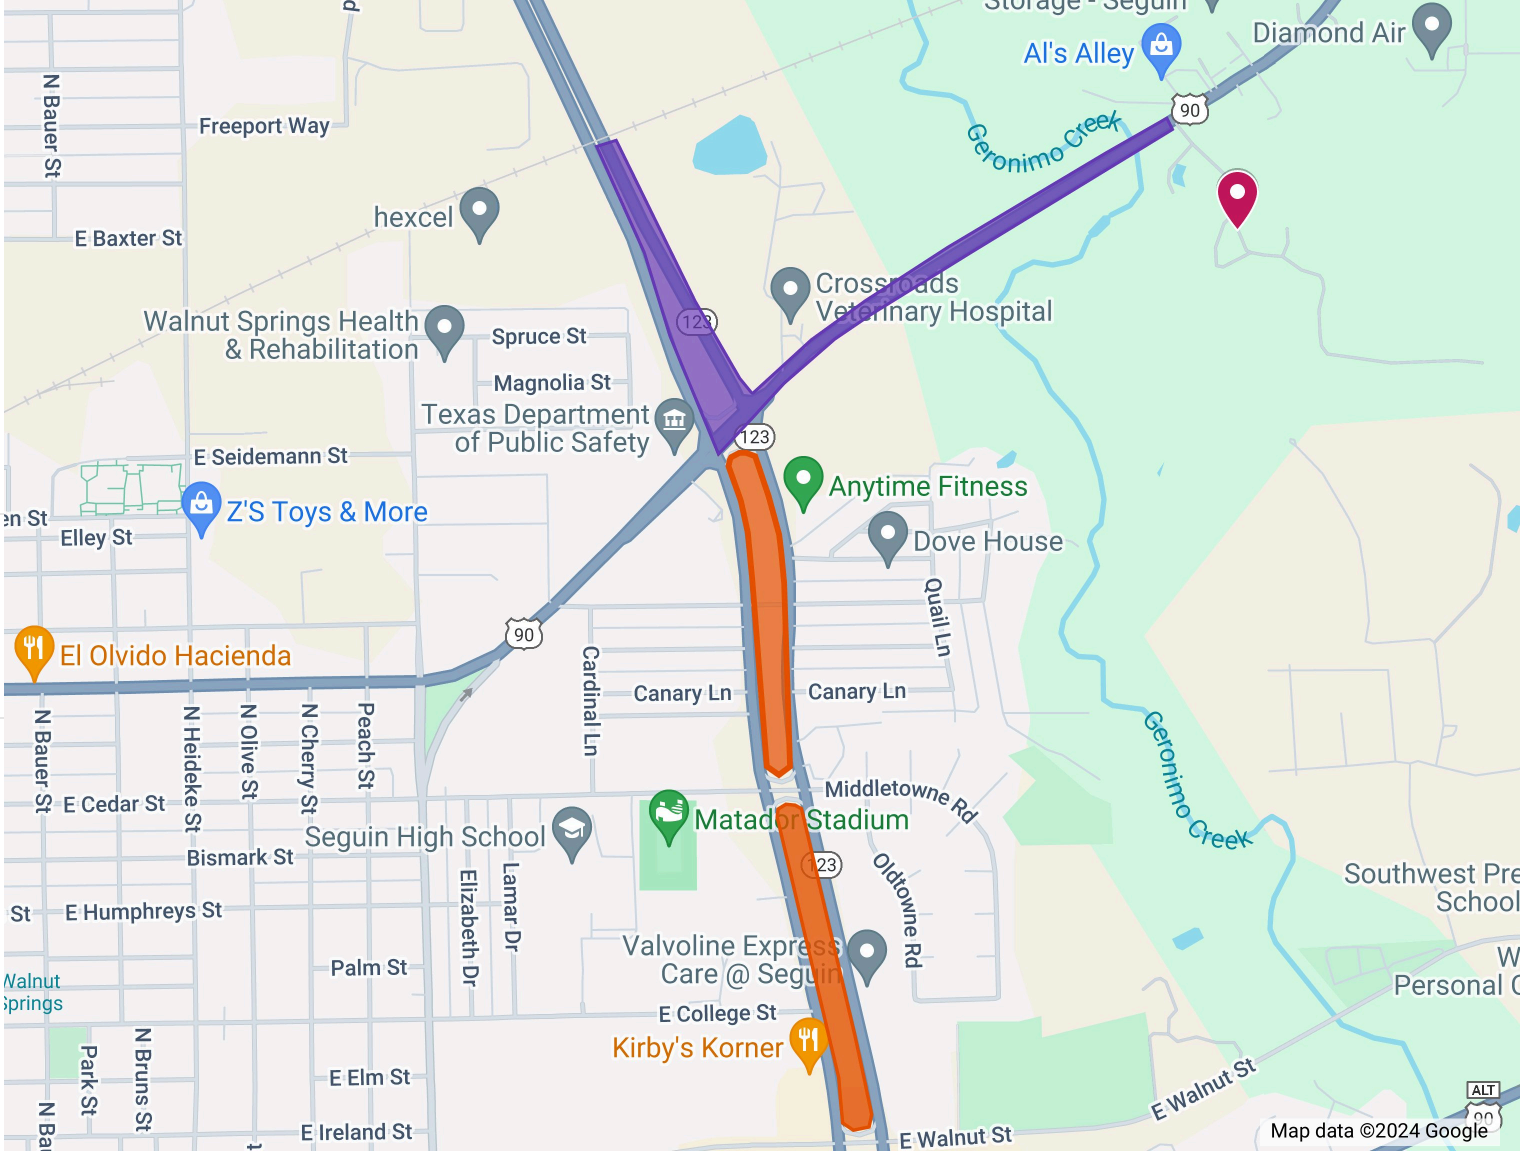 Storage - Seguin
Diamond Air
Al's Alley
N Bauer St
Freeport Way
90
Geronimo Creek
hexcel
E Baxter St
Crossroads
Veterinary Hospital
Walnut Springs Health
& Rehabilitation
123
Spruce St
Magnolia St
Texas Department
of Public Safety
123
E Seidemann St
Anytime Fitness
Z'S Toys & More
en St
Elley St
Dove House
Quail Ln
90
El Olvido Hacienda
Cardinal Ln
Canary Ln
Canary Ln
N Bauer St
N Heideke St
N Olive St
N Cherry St
Peach St
Geronimo Creek
E Cedar St
Middletowne Rd
Seguin High School
Matador Stadium
Bismark St
123
Oldtowne Rd
Elizabeth Dr
Lamar Dr
Southwest Pre
School
St
E Humphreys St
Valvoline Express
Care @ Seguin
Palm St
W
Personal C
Walnut
Springs
E College St
Kirby's Korner
Park St
N Bruns St
E Elm St
E Walnut St
ALT
90
N Ba
E Ireland St
E Walnut St
Map data ©2024 Google